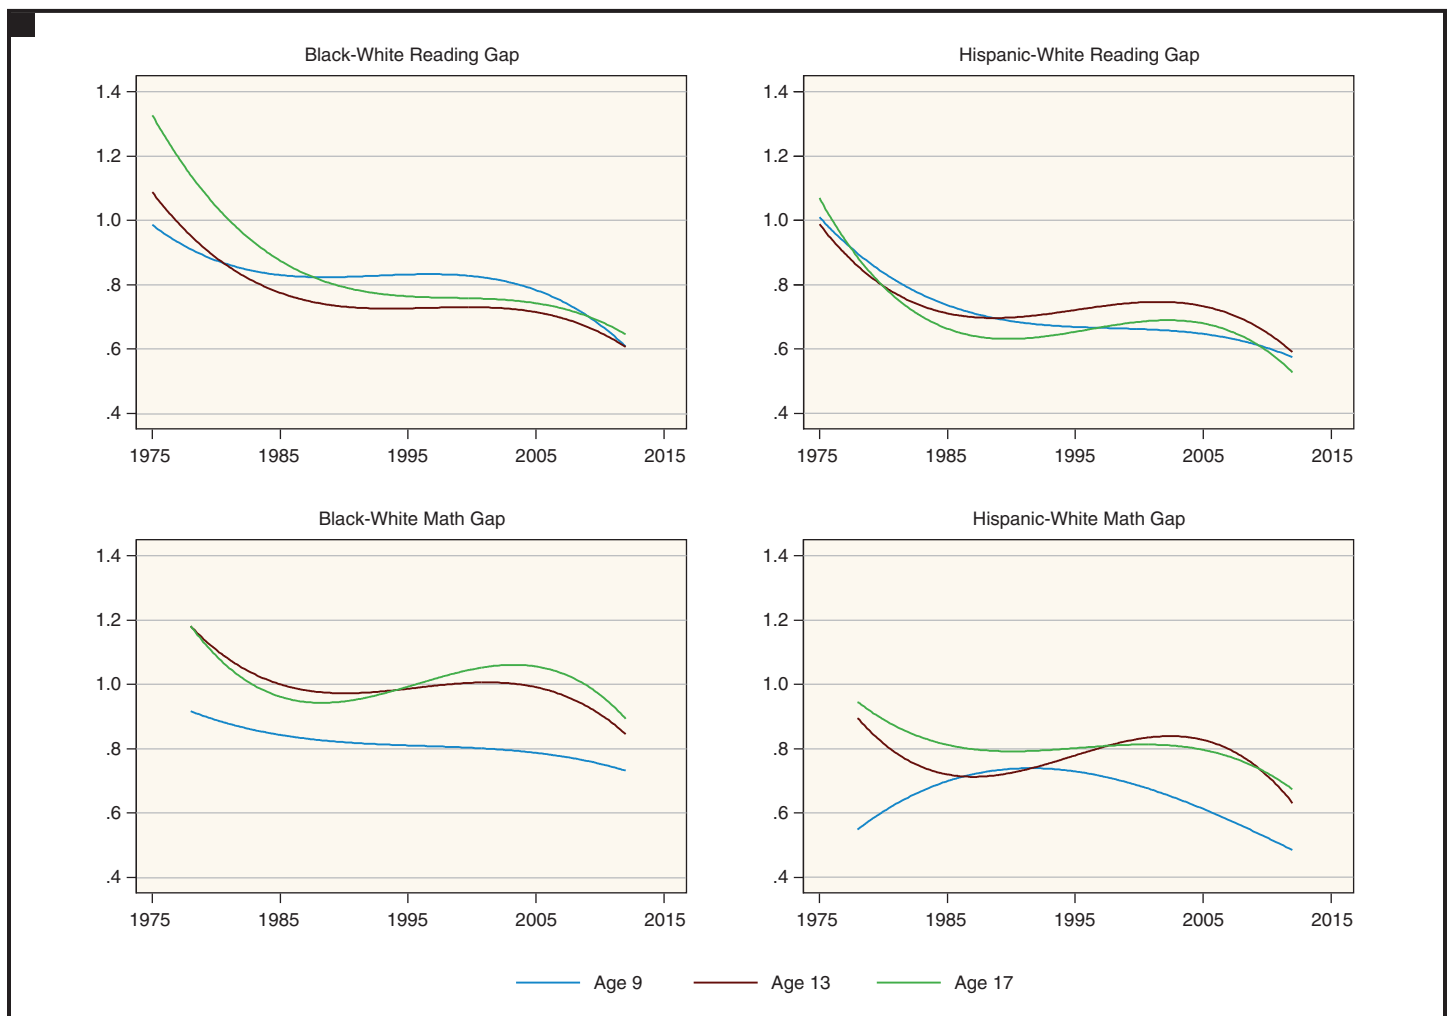 Black-White Reading Gap
1.4
1.2
1.0
.8
.6
.4
1975 1985 1995 2005 2015
Hispanic-White Reading Gap
1.4
1.2
1.0
.8
.6
.4
1975 1985 1995 2005 2015
Black-White Math Gap
1.4
1.2
1.0
.8
.6
.4
1975 1985 1995 2005 2015
Hispanic-White Math Gap
1.4
1.2
1.0
.8
.6
.4
1975 1985 1995 2005 2015
Age 9 Age 13 Age 17